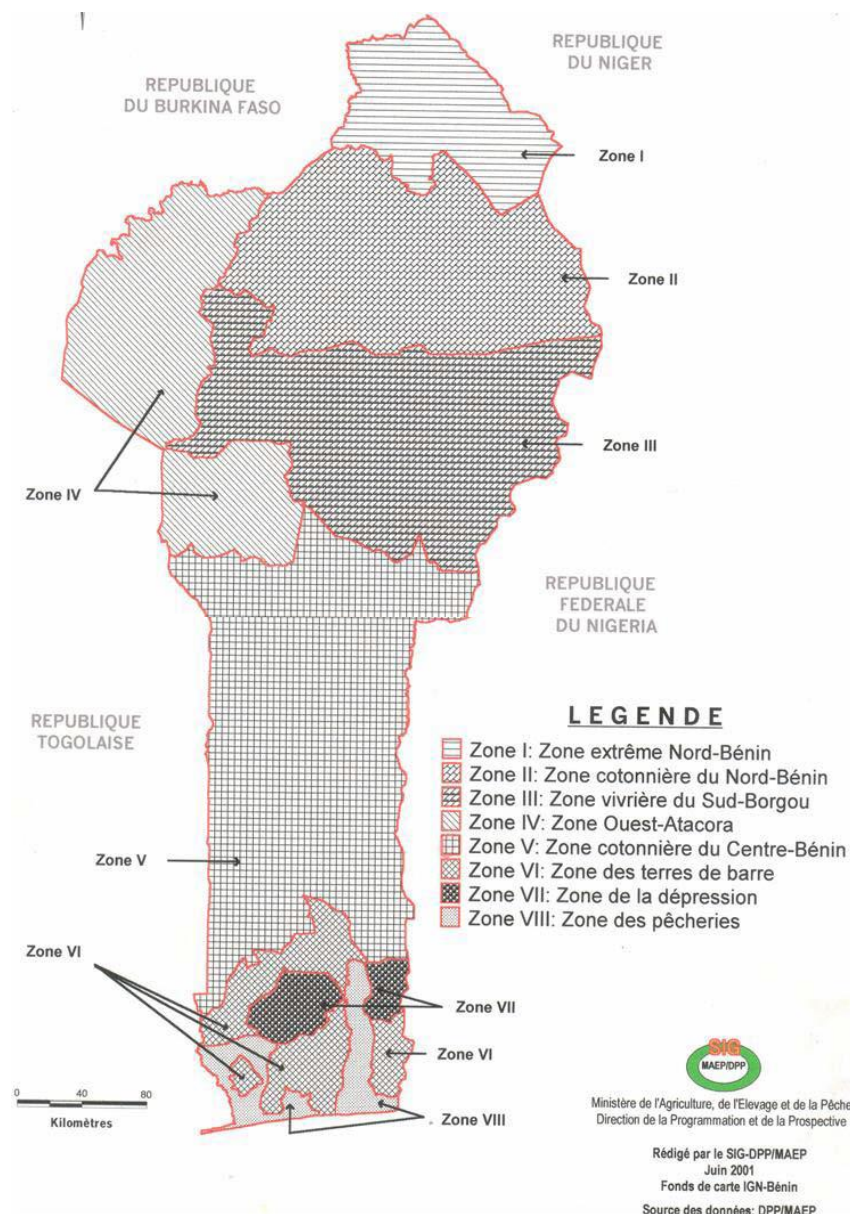 REPUBLIQUE
DU NIGER
REPUBLIQUE
DU BURKINA FASO
Zone I
Zone II
Zone III
Zone IV
REPUBLIQUE
FEDERALE
DU NIGERIA
REPUBLIQUE
TOGOLAISE
LEGENDE
Zone I: Zone extrême Nord-Bénin
Zone II: Zone cotonnière du Nord-Bénin
Zone III: Zone vivrière du Sud-Borgou
Zone IV: Zone Ouest-Atacora
Zone V: Zone cotonnière du Centre-Bénin
Zone VI: Zone des terres de barre
Zone VII: Zone de la dépression
Zone VIII: Zone des pêcheries
Zone V
Zone VI
Zone VII
Zone VI
Zone VIII
0 40 80
Kilomètres
SIG
MAEP/DPP
Ministère de l'Agriculture, de l'Elevage et de la Pêche
Direction de la Programmation et de la Prospective
Rédigé par le SIG-DPP/MAEP
Juin 2001
Fonds de carte IGN-Bénin
Source des données: DPP/MAEP